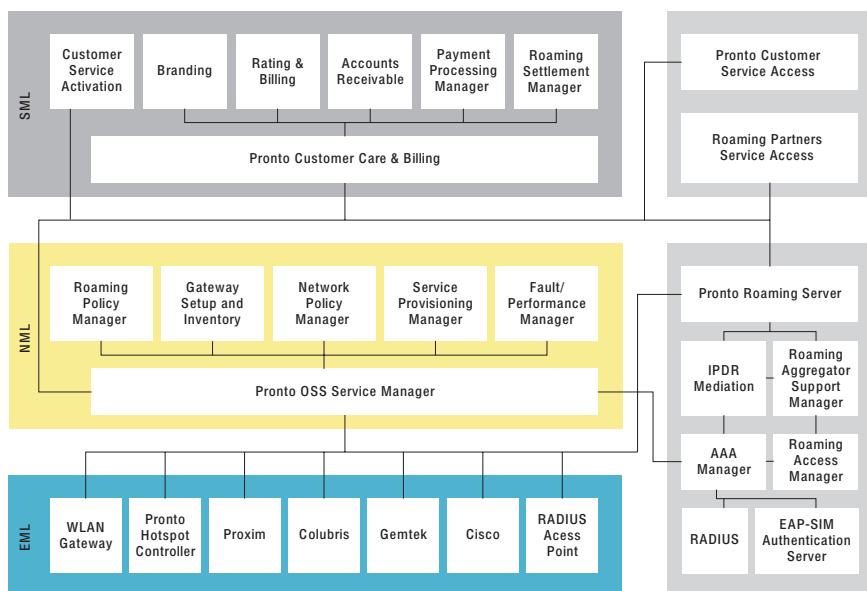 SML
Customer
Service
Activation
Branding
Rating &
Billing
Accounts
Receivable
Payment
Processing
Manager
Roaming
Settlement
Manager
Pronto Customer Care & Billing
Pronto Customer
Service Access
Roaming Partners
Service Access
NML
Roaming
Policy
Manager
Gateway
Setup and
Inventory
Network
Policy
Manager
Service
Provisioning
Manager
Fault/
Performance
Manager
Pronto OSS Service Manager
Pronto Roaming Server
IPDR
Mediation
Roaming
Aggregator
Support
Manager
AAA
Manager
Roaming
Access
Manager
RADIUS
EAP-SIM
Authentication
Server
EML
WLAN
Gateway
Pronto
Hotspot
Controller
Proxim
Colubris
Gemtek
Cisco
RADIUS
Acess
Point